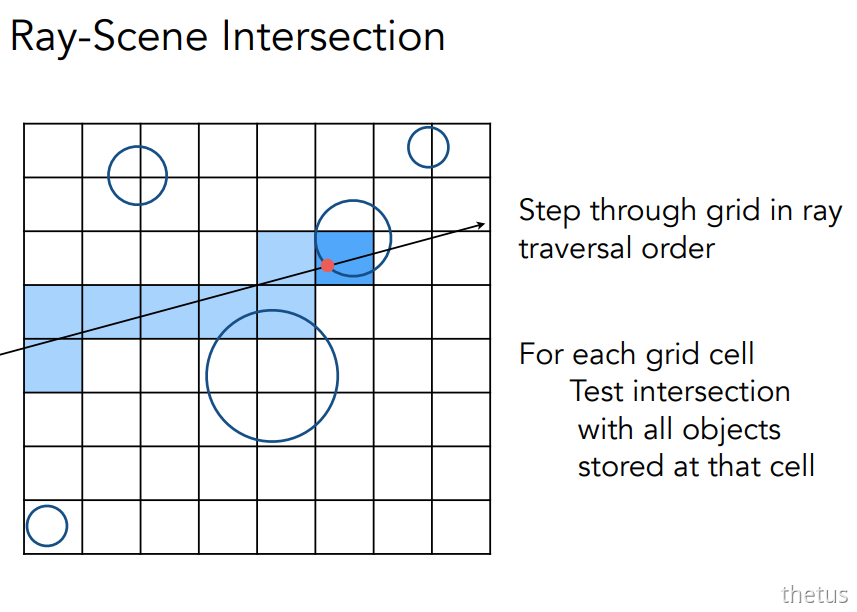 Ray-Scene Intersection
Step through grid in ray
traversal order
For each grid cell
Test intersection
with all objects
stored at that cell
thetus